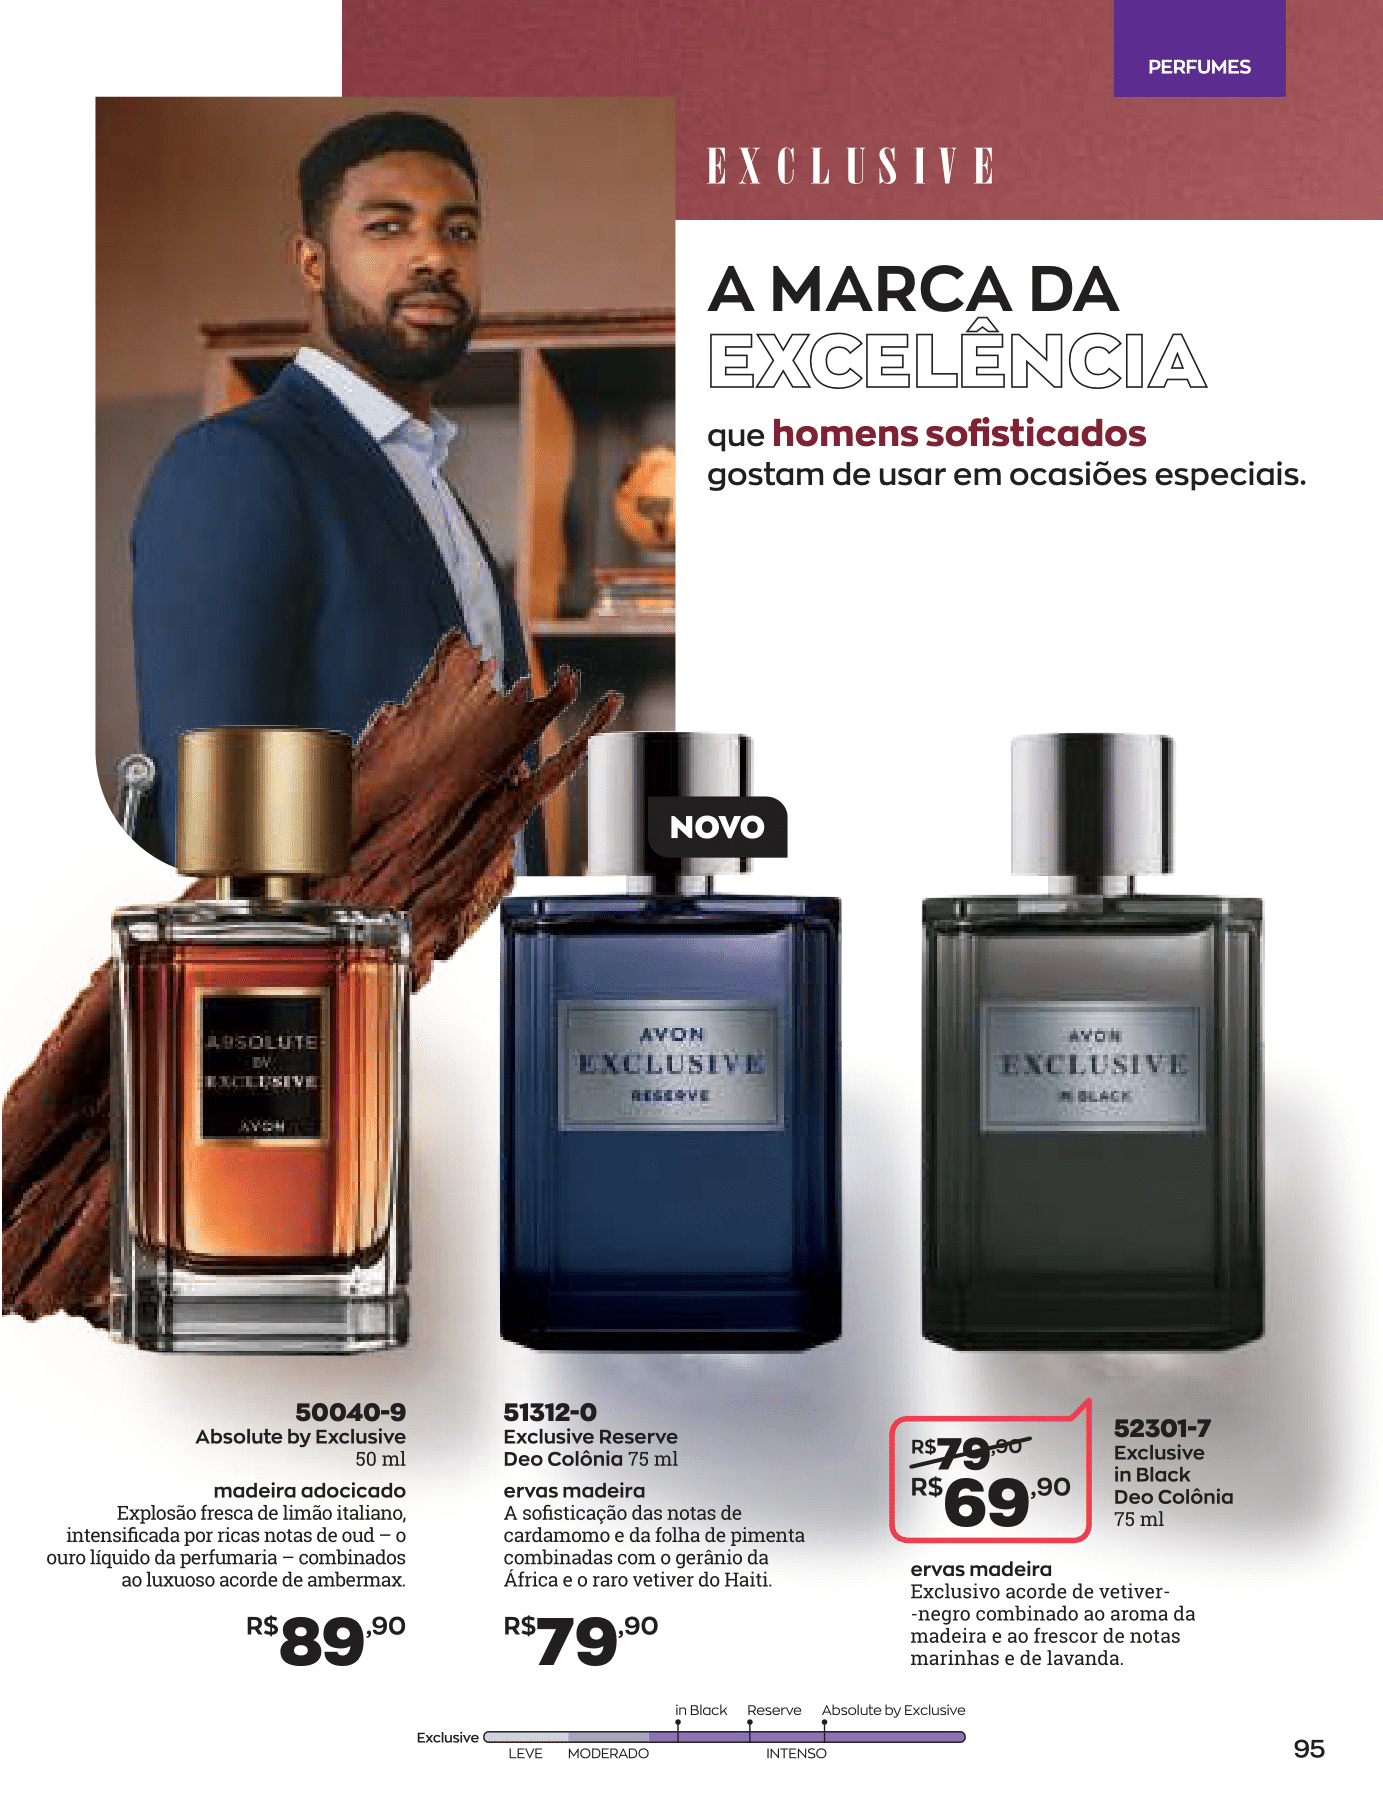 PERFUMES
EXCLUSIVE
A MARCA DA
EXCELÊNCIA
que homens sofisticados
gostam de usar em ocasiões especiais.
NOVO
ABSOLUTE
BY
EXCLUSIVE
AVON
AVON
EXCLUSIVE
RESERVE
AVON
EXCLUSIVE
IN BLACK
50040-9
Absolute by Exclusive
50 ml
madeira adocicado
Explosão fresca de limão italiano,
intensificada por ricas notas de oud – o
ouro líquido da perfumaria – combinados
ao luxuoso acorde de ambermax.
R$89,90
51312-0
Exclusive Reserve
Deo Colônia 75 ml
ervas madeira
A sofisticação das notas de
cardamomo e da folha de pimenta
combinadas com o gerânio da
África e o raro vetiver do Haiti.
R$79,90
R$79,90
R$69,90
52301-7
Exclusive
in Black
Deo Colônia
75 ml
ervas madeira
Exclusivo acorde de vetiver-
-negro combinado ao aroma da
madeira e ao frescor de notas
marinhas e de lavanda.
in Black Reserve Absolute by Exclusive
Exclusive
LEVE MODERADO INTENSO
95